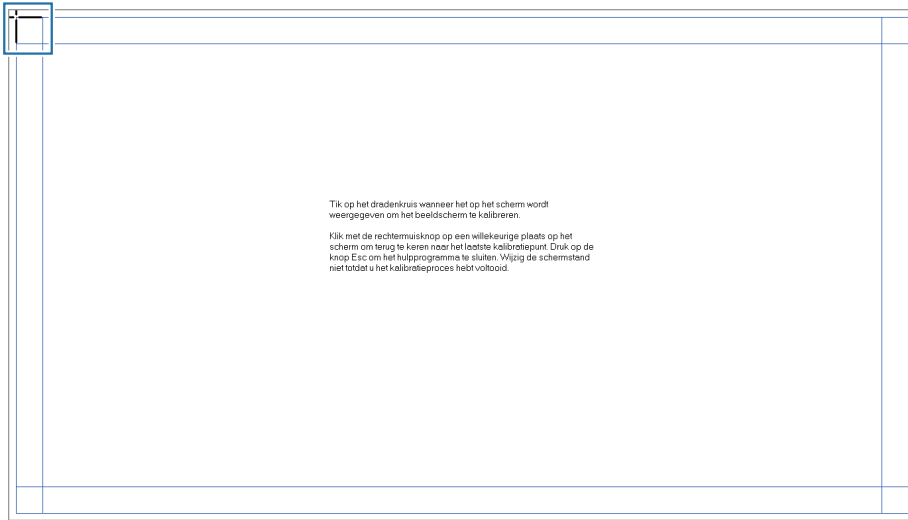 Tik op het dradenkruis wanneer het op het scherm wordt
weergegeven om het beeldscherm te kalibreren.
Klik met de rechtermuisknop op een willekeurige plaats op het
scherm om terug te keren naar het laatste kalibratiepunt. Druk op de
knop Esc om het hulpprogramma te sluiten. Wijzig de schermstand
niet totdat u het kalibratieproces hebt voltooid.